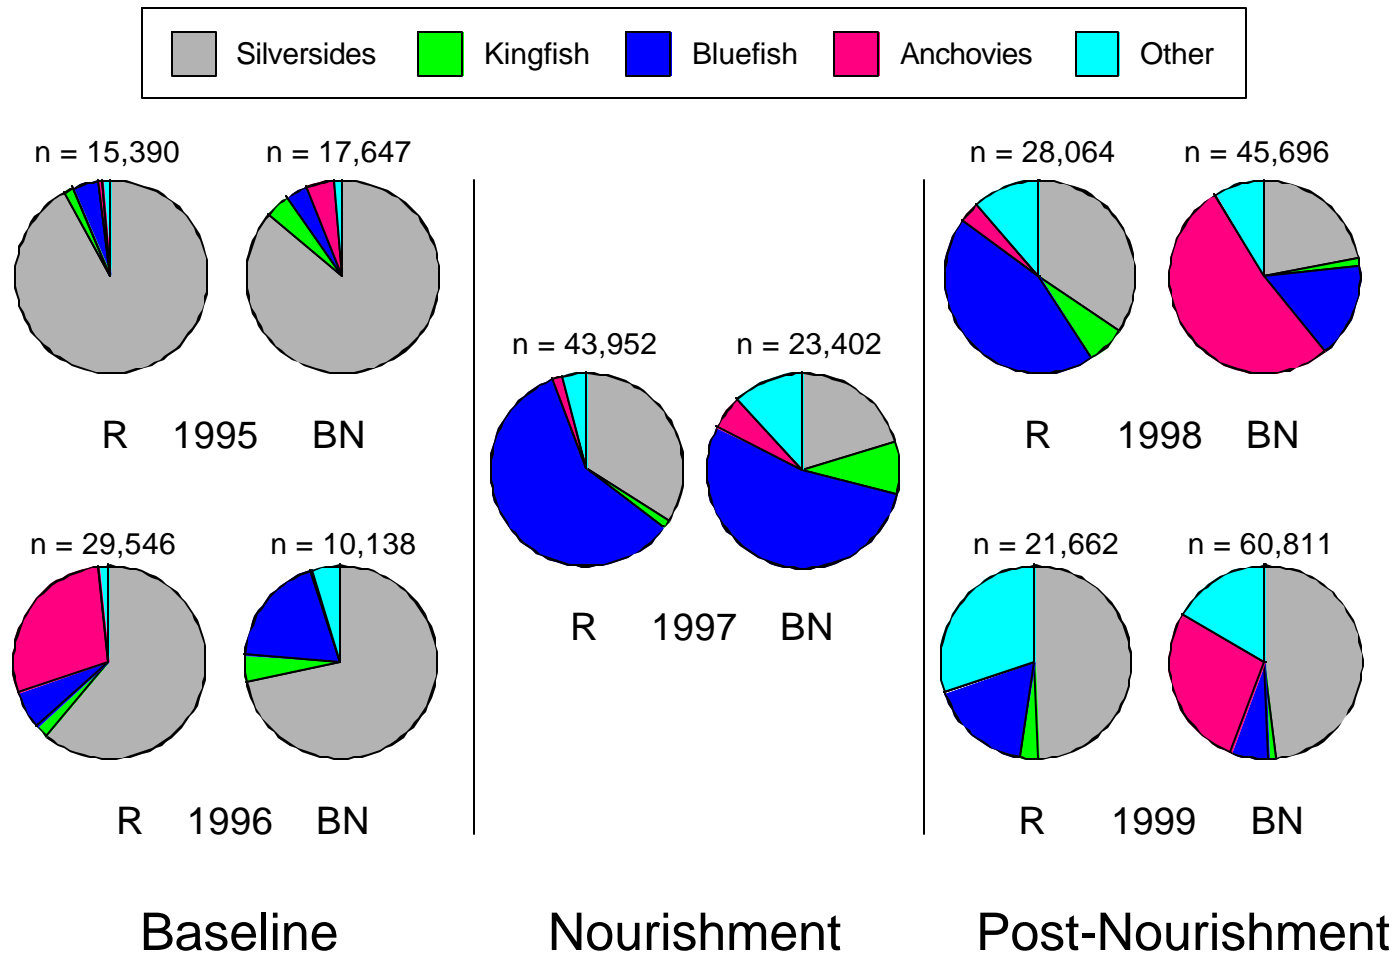 Silversides Kingfish Bluefish Anchovies Other
n = 15,390 n = 17,647
R 1995 BN
n = 29,546 n = 10,138
R 1996 BN
Baseline
n = 43,952 n = 23,402
R 1997 BN
Nourishment
n = 28,064 n = 45,696
R 1998 BN
n = 21,662 n = 60,811
R 1999 BN
Post-Nourishment